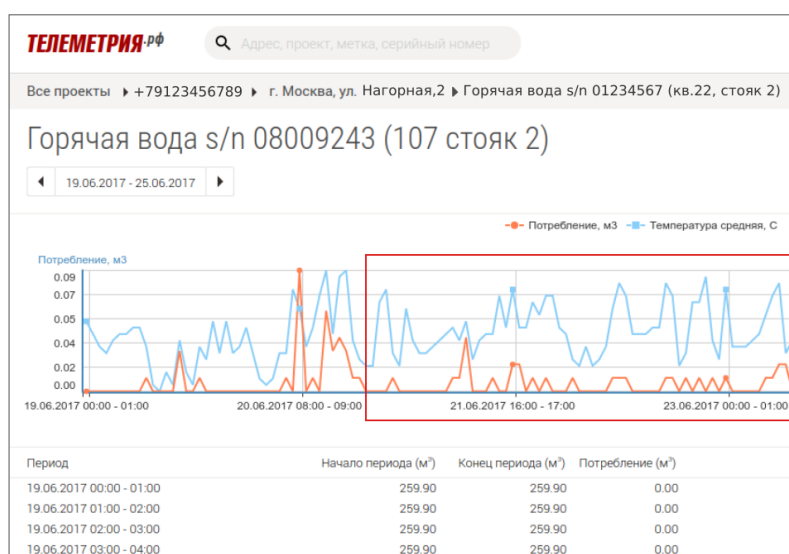 ТЕЛЕМЕТРИЯ.РФ
Адрес, проект, метка, серийный номер
Все проекты +79123456789 г. Москва, ул. Нагорная,2 Горячая вода s/n 01234567 (кв.22, стояк 2)
Горячая вода s/n 08009243 (107 стояк 2)
19.06.2017 - 25.06.2017
Потребление, м3 Температура средняя, С
Потребление, м3
0.09
0.07
0.05
0.04
0.02
0.00
19.06.2017 00:00 - 01:00 20.06.2017 08:00 - 09:00 21.06.2017 16:00 - 17:00 23.06.2017 00:00 - 01:00
Период Начало периода (м³) Конец периода (м³) Потребление (м³)
19.06.2017 00:00 - 01:00 259.90 259.90 0.00
19.06.2017 01:00 - 02:00 259.90 259.90 0.00
19.06.2017 02:00 - 03:00 259.90 259.90 0.00
19.06.2017 03:00 - 04:00 259.90 259.90 0.00